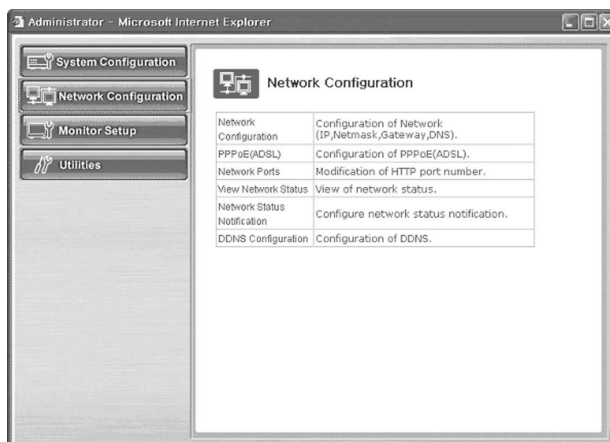 Administrator - Microsoft Internet Explorer
System Configuration
Network Configuration
Monitor Setup
Utilities
Network Configuration
Network Configuration
Configuration of Network (IP,Netmask,Gateway,DNS).
PPPoE(ADSL)
Configuration of PPPoE(ADSL).
Network Ports
Modification of HTTP port number.
View Network Status
View of network status.
Network Status Notification
Configure network status notification.
DDNS Configuration
Configuration of DDNS.